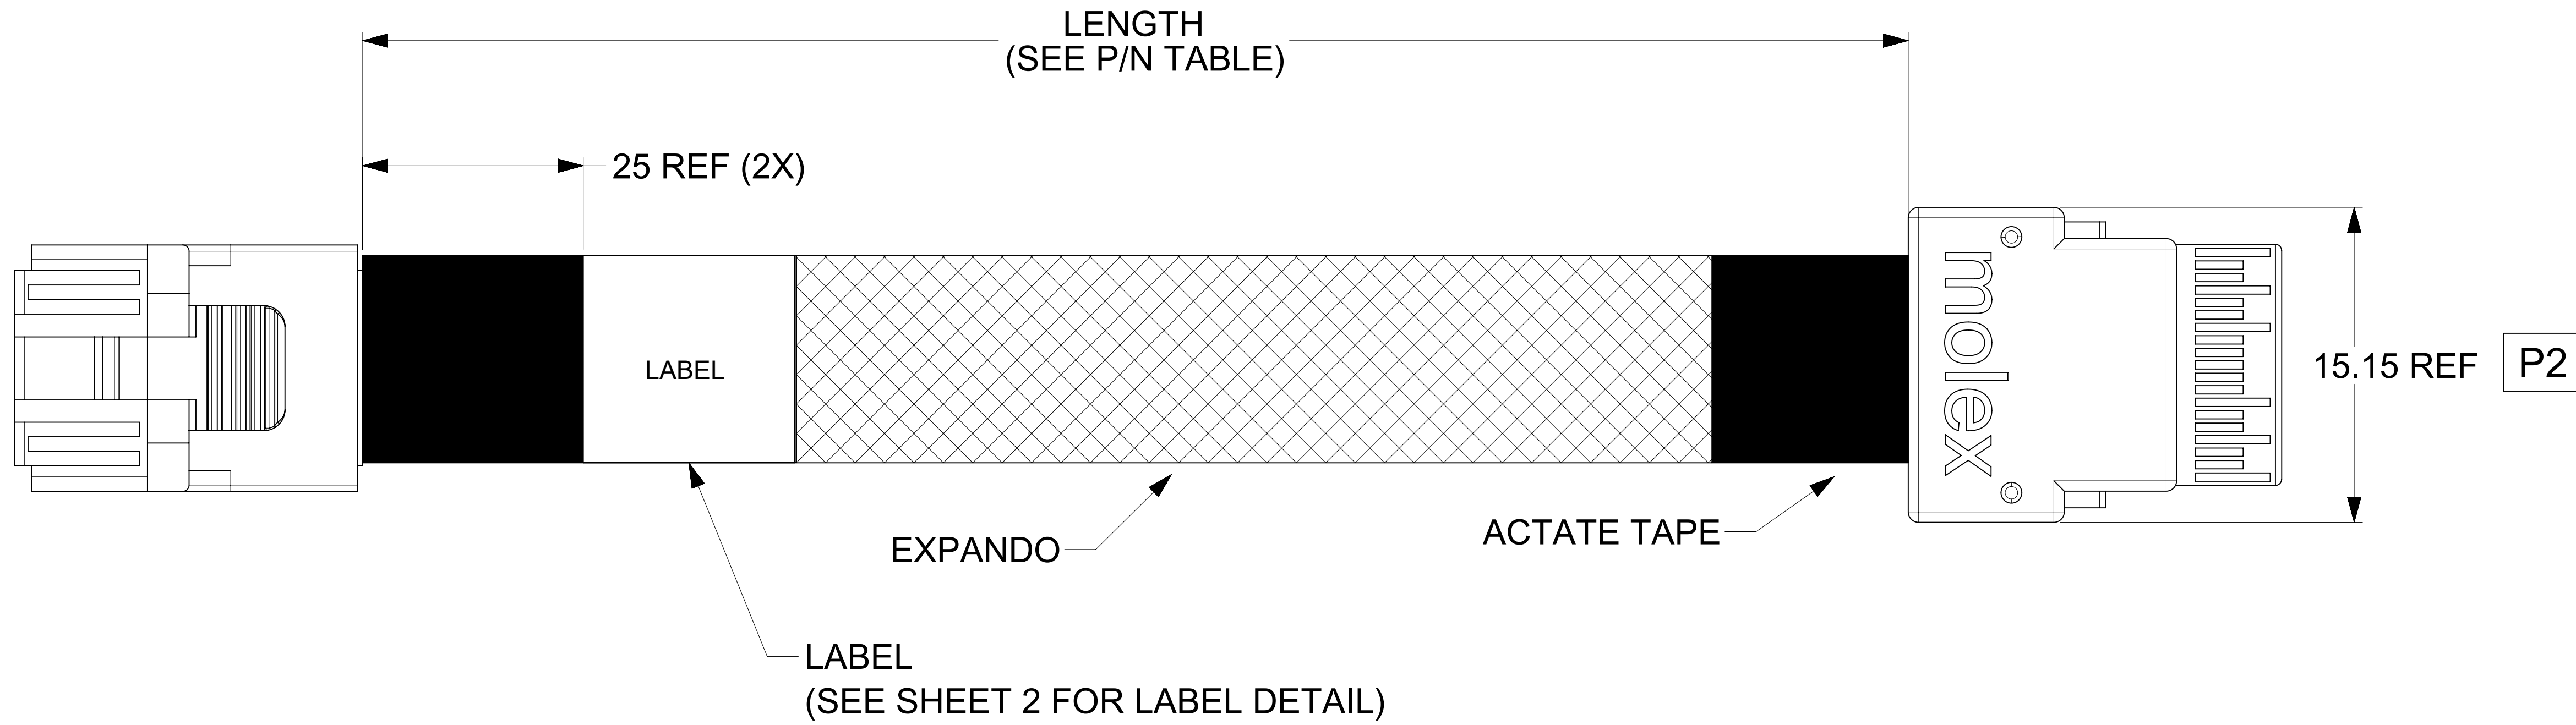 LENGTH
(SEE P/N TABLE)
25 REF (2X)
LABEL
molex
15.15 REF
P2
EXPANDO
ACTATE TAPE
LABEL
(SEE SHEET 2 FOR LABEL DETAIL)